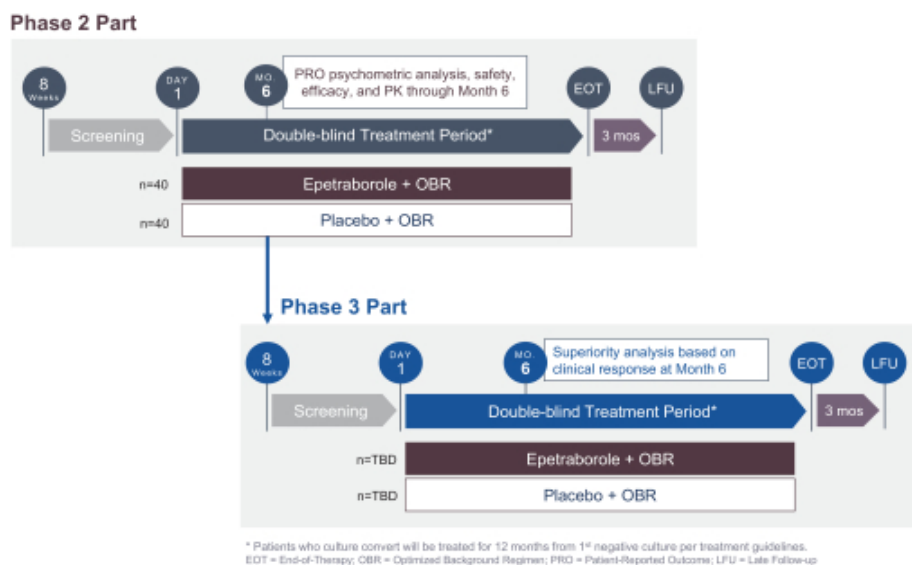 Phase 2 Part
8
Weeks
DAY
1
MO.
6
PRO psychometric analysis, safety,
efficacy, and PK through Month 6
EOT
LFU
Screening
Double-blind Treatment Period*
3 mos
n=40
Epetraborole + OBR
n=40
Placebo + OBR
Phase 3 Part
8
Weeks
DAY
1
MO.
6
Superiority analysis based on
clinical response at Month 6
EOT
LFU
Screening
Double-blind Treatment Period*
3 mos
n=TBD
Epetraborole + OBR
n=TBD
Placebo + OBR
* Patients who culture convert will be treated for 12 months from 1st negative culture per treatment guidelines.
EOT = End-of-Therapy; OBR = Optimized Background Regimen; PRO = Patient-Reported Outcome; LFU = Late Follow-up